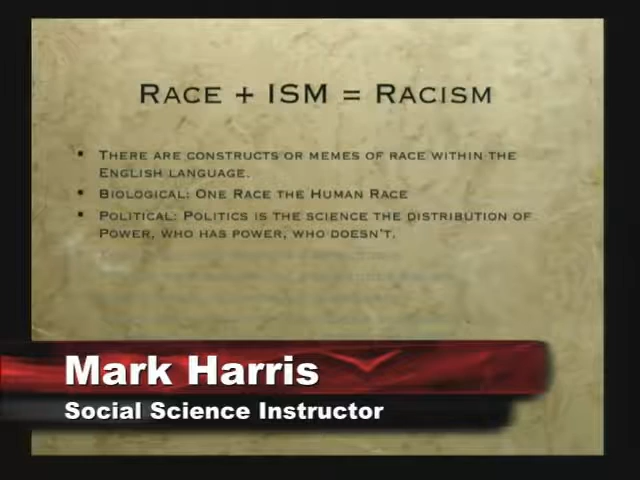 RACE + ISM = RACISM
• THERE ARE CONSTRUCTS OR MEMES OF RACE WITHIN THE
ENGLISH LANGUAGE.
• BIOLOGICAL: ONE RACE THE HUMAN RACE
• POLITICAL: POLITICS IS THE SCIENCE THE DISTRIBUTION OF
POWER, WHO HAS POWER, WHO DOESN'T.
Mark Harris
Social Science Instructor